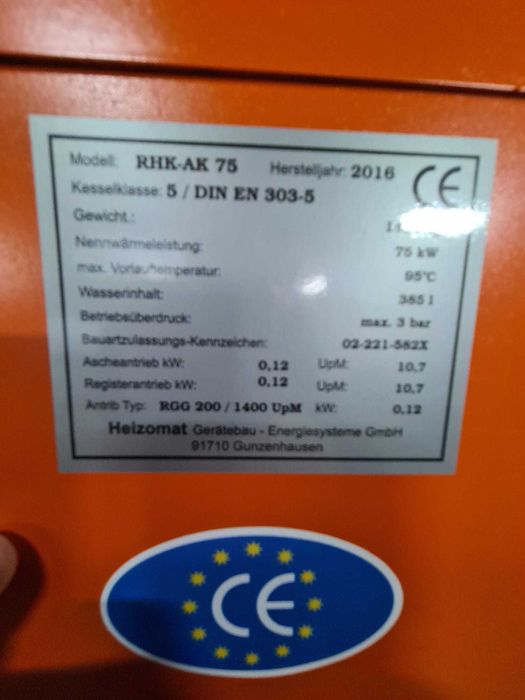 Modell: RHK-AK 75 Herstelljahr: 2016 CE
Kesselklasse: 5 / DIN EN 303-5
Gewicht.:
Nennwärmeleistung: 75 kW
max. Vorlauftemperatur: 95°C
Wasserinhalt: 385 l
Betriebsüberdruck: max. 3 bar
Bauartzulassungs-Kennzeichen: 02-221-582X
Ascheantrieb kW: 0,12 UpM: 10,7
Registerantrieb kW: 0,12 UpM: 10,7
Antrib Typ: RGG 200 / 1400 UpM kW: 0,12
Heizomat Gerätebau - Energiesysteme GmbH
91710 Gunzenhausen
CE